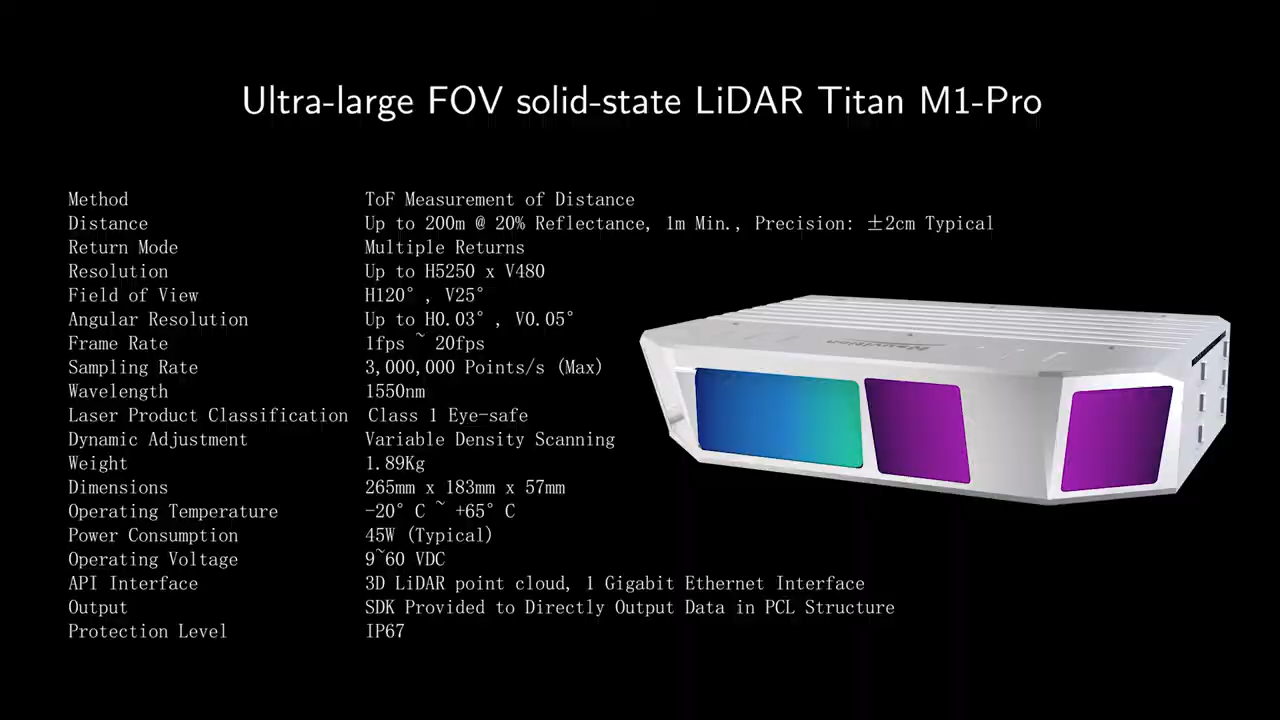 Ultra-large FOV solid-state LiDAR Titan M1-Pro
Method ToF Measurement of Distance
Distance Up to 200m @ 20% Reflectance, 1m Min., Precision: ±2cm Typical
Return Mode Multiple Returns
Resolution Up to H5250 x V480
Field of View H120°, V25°
Angular Resolution Up to H0.03°, V0.05°
Frame Rate 1fps ~ 20fps
Sampling Rate 3,000,000 Points/s (Max)
Wavelength 1550nm
Laser Product Classification Class 1 Eye-safe
Dynamic Adjustment Variable Density Scanning
Weight 1.89Kg
Dimensions 265mm x 183mm x 57mm
Operating Temperature -20°C ~ +65°C
Power Consumption 45W (Typical)
Operating Voltage 9~60 VDC
API Interface 3D LiDAR point cloud, 1 Gigabit Ethernet Interface
Output SDK Provided to Directly Output Data in PCL Structure
Protection Level IP67